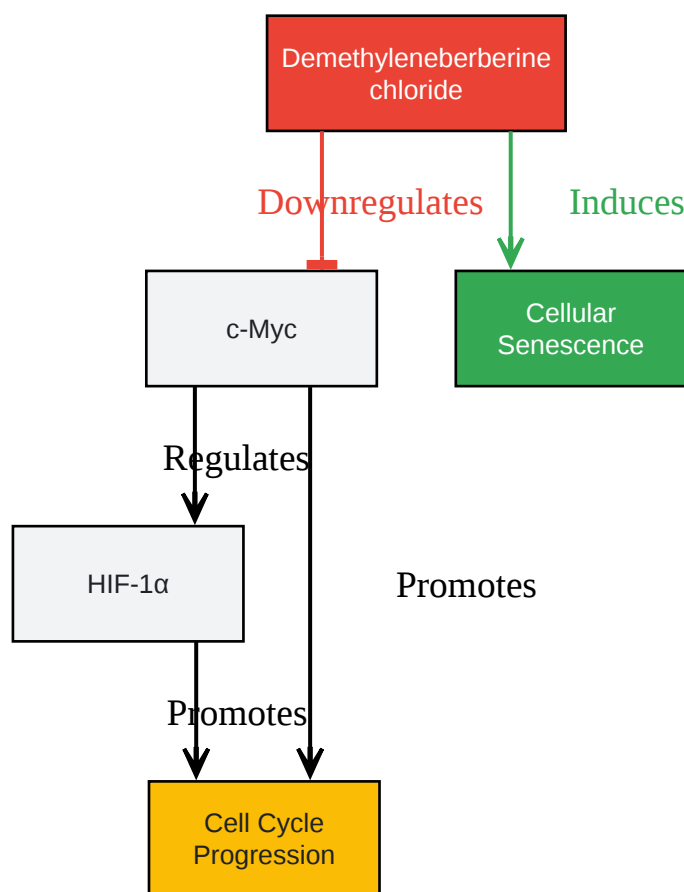 Demethyleneberberine
chloride
Downregulates
Induces
c-Myc
Cellular
Senescence
Regulates
HIF-1α
Promotes
Promotes
Cell Cycle
Progression